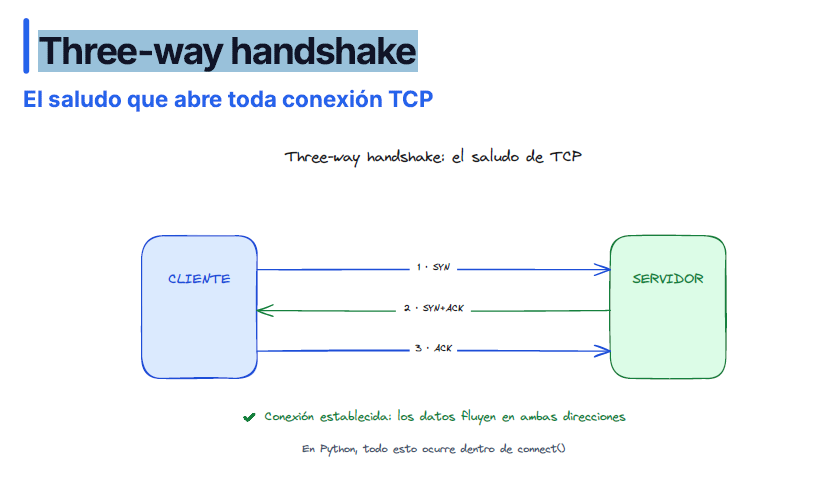 Three-way handshake
El saludo que abre toda conexión TCP
Three-way handshake: el saludo de TCP
CLIENTE
SERVIDOR
1 · SYN
2 · SYN+ACK
3 · ACK
✔ Conexión establecida: los datos fluyen en ambas direcciones
En Python, todo esto ocurre dentro de connect()